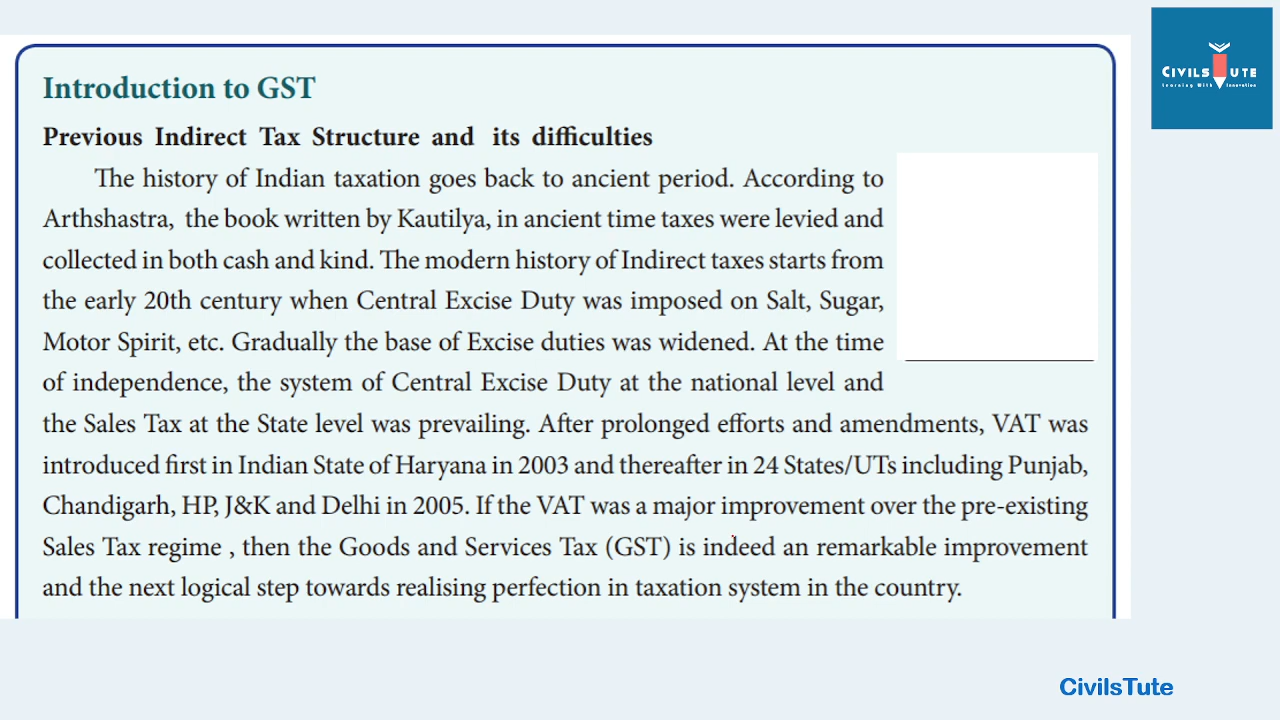 Introduction to GST
Previous Indirect Tax Structure and its difficulties
The history of Indian taxation goes back to ancient period. According to
Arthshastra, the book written by Kautilya, in ancient time taxes were levied and
collected in both cash and kind. The modern history of Indirect taxes starts from
the early 20th century when Central Excise Duty was imposed on Salt, Sugar,
Motor Spirit, etc. Gradually the base of Excise duties was widened. At the time
of independence, the system of Central Excise Duty at the national level and
the Sales Tax at the State level was prevailing. After prolonged efforts and amendments, VAT was
introduced first in Indian State of Haryana in 2003 and thereafter in 24 States/UTs including Punjab,
Chandigarh, HP, J&K and Delhi in 2005. If the VAT was a major improvement over the pre-existing
Sales Tax regime , then the Goods and Services Tax (GST) is indeed an remarkable improvement
and the next logical step towards realising perfection in taxation system in the country.
CIVILS UTE
Learning With Innovation
CivilsTute